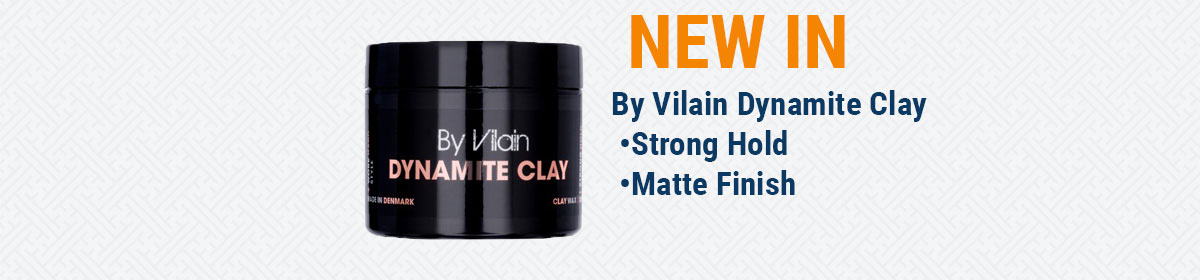 NEW IN
By Vilain Dynamite Clay
•Strong Hold
•Matte Finish
By Vilain
DYNAMITE CLAY
MADE IN DENMARK
CLAY WAX